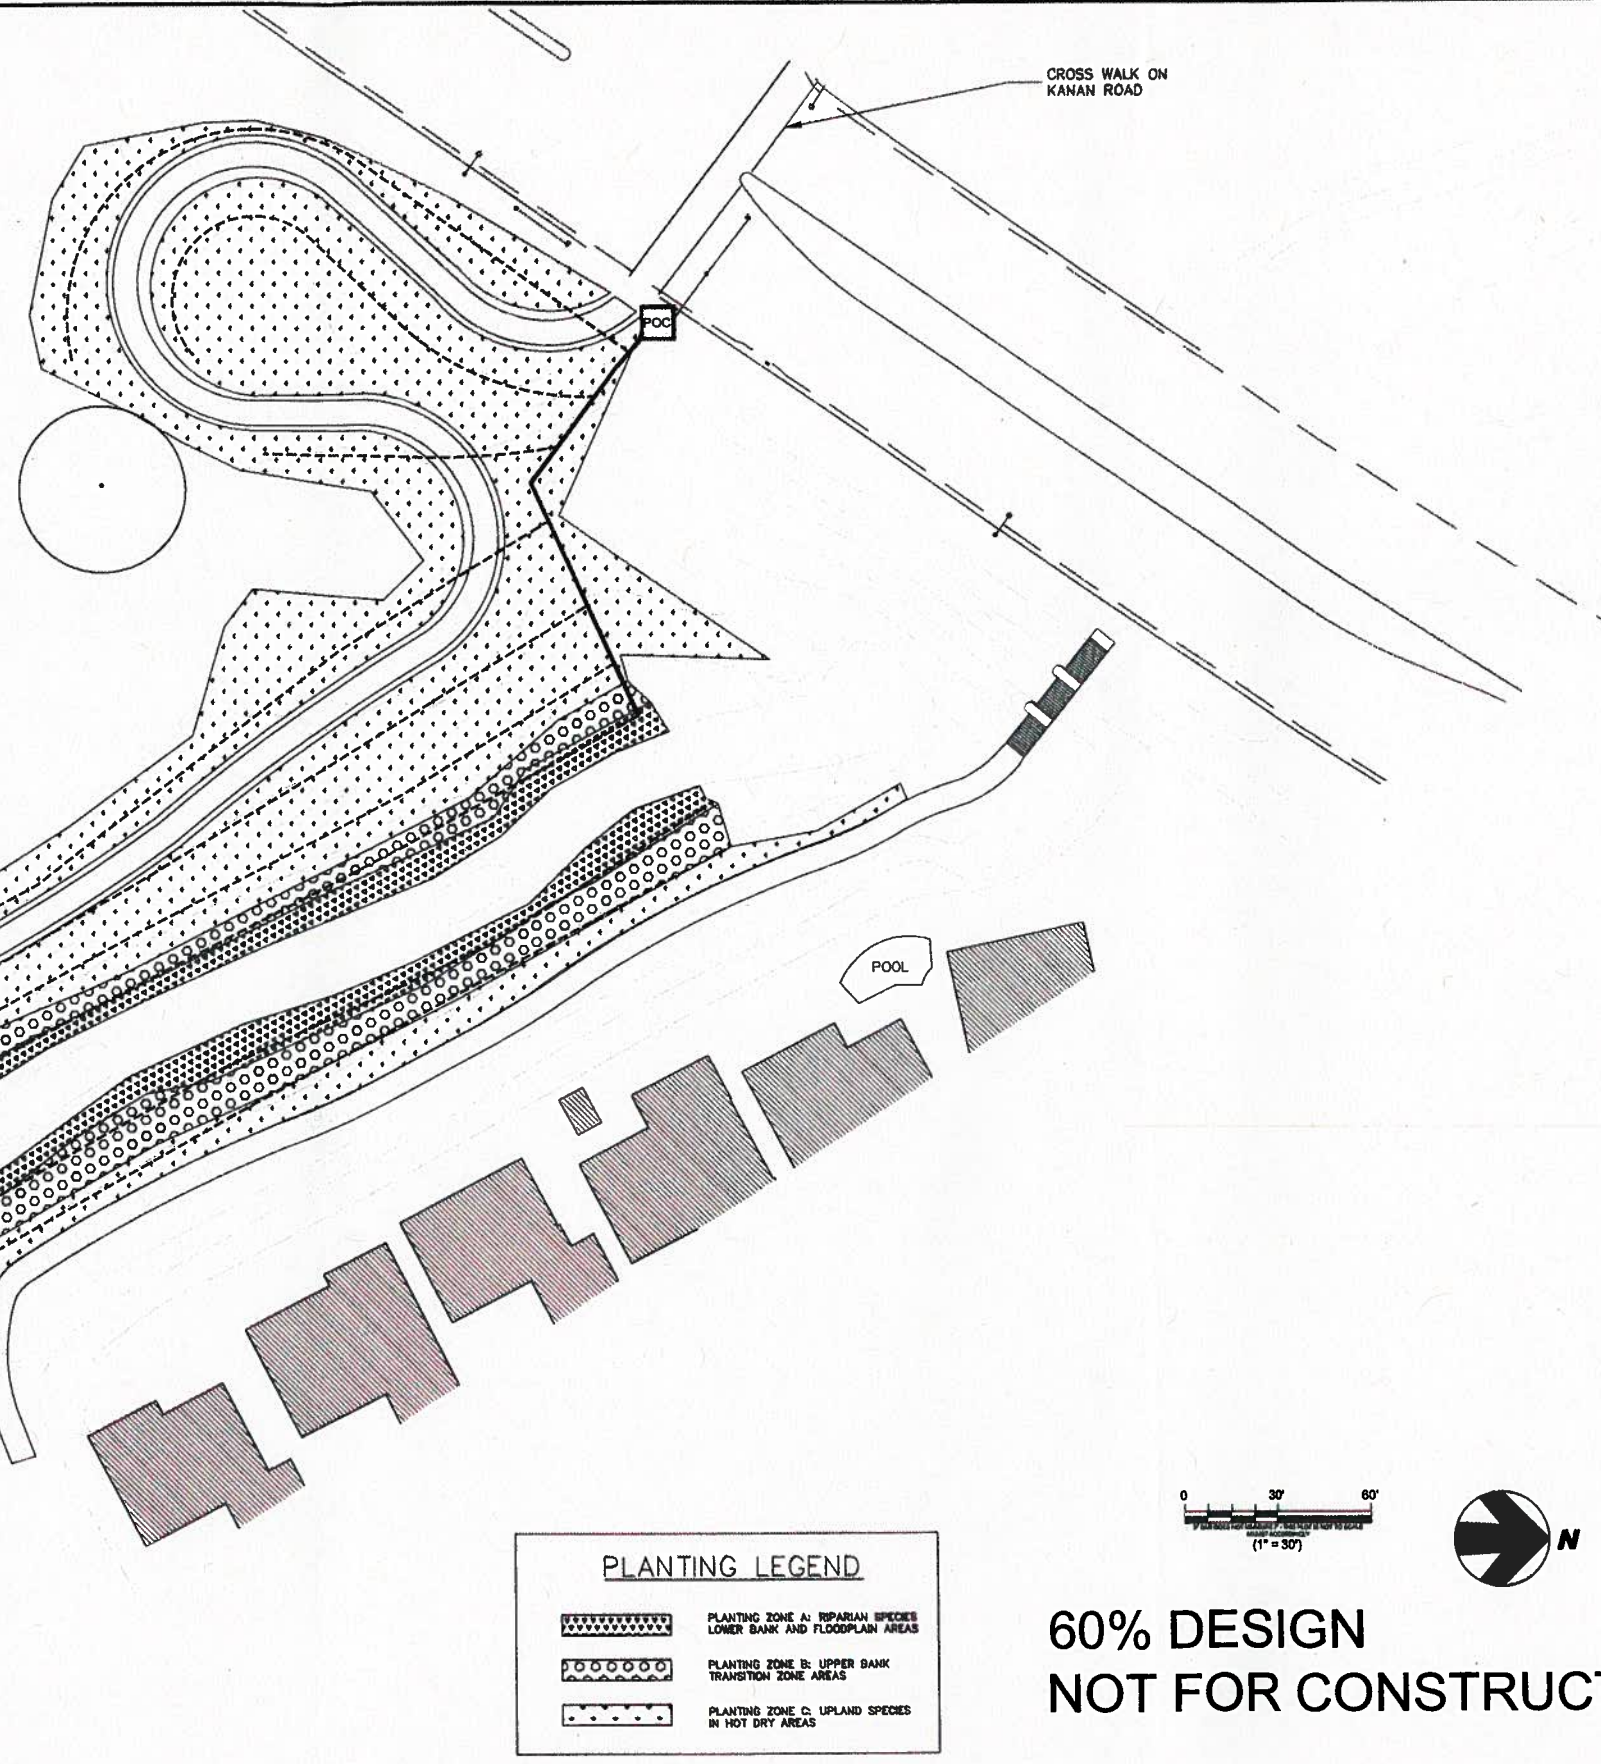 CROSS WALK ON
KANAN ROAD
POC
POOL
0 30' 60'
(1" = 30')
N
PLANTING LEGEND
PLANTING ZONE A: RIPARIAN SPECIES
LOWER BANK AND FLOODPLAIN AREAS
PLANTING ZONE B: UPPER BANK
TRANSITION ZONE AREAS
PLANTING ZONE C: UPLAND SPECIES
IN HOT DRY AREAS
60% DESIGN
NOT FOR CONSTRUCT